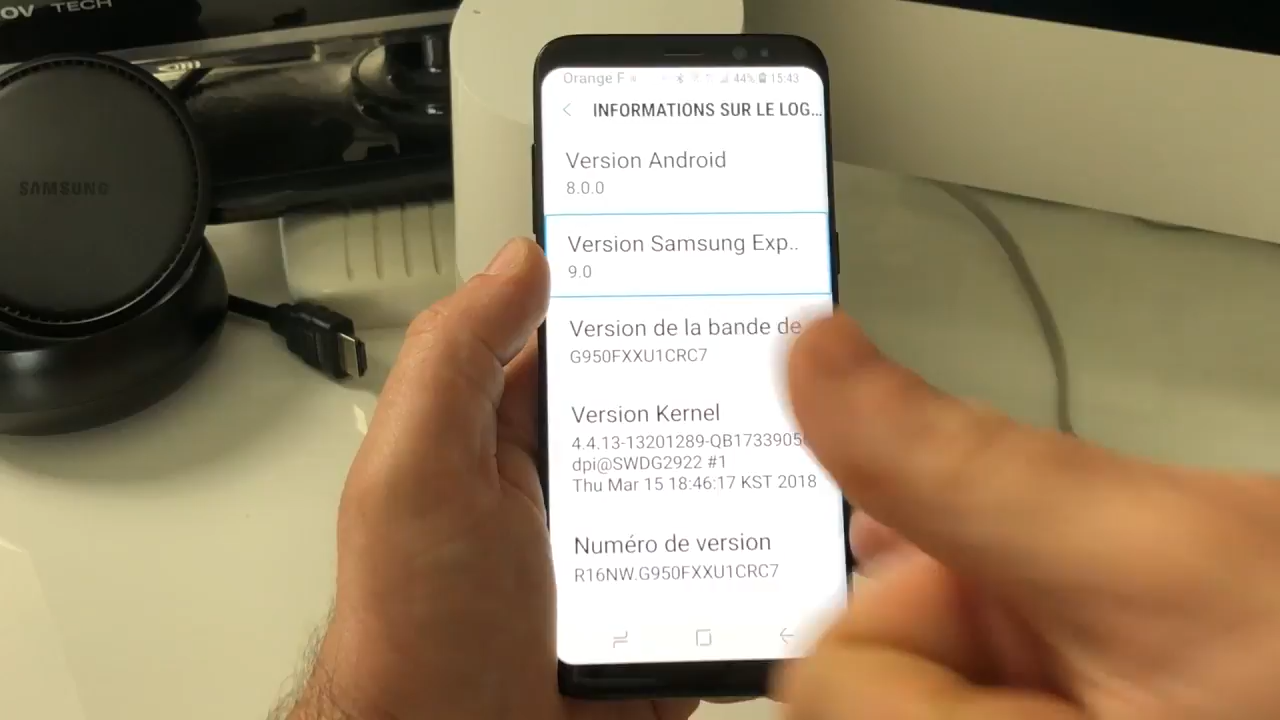 OV TECH
SAMSUNG
Orange F 44% 15:43
INFORMATIONS SUR LE LOG...
Version Android
8.0.0
Version Samsung Exp..
9.0
Version de la bande de
G950FXXU1CRC7
Version Kernel
4.4.13-13201289-QB1733905
dpi@SWDG2922 #1
Thu Mar 15 18:46:17 KST 2018
Numéro de version
R16NW.G950FXXU1CRC7